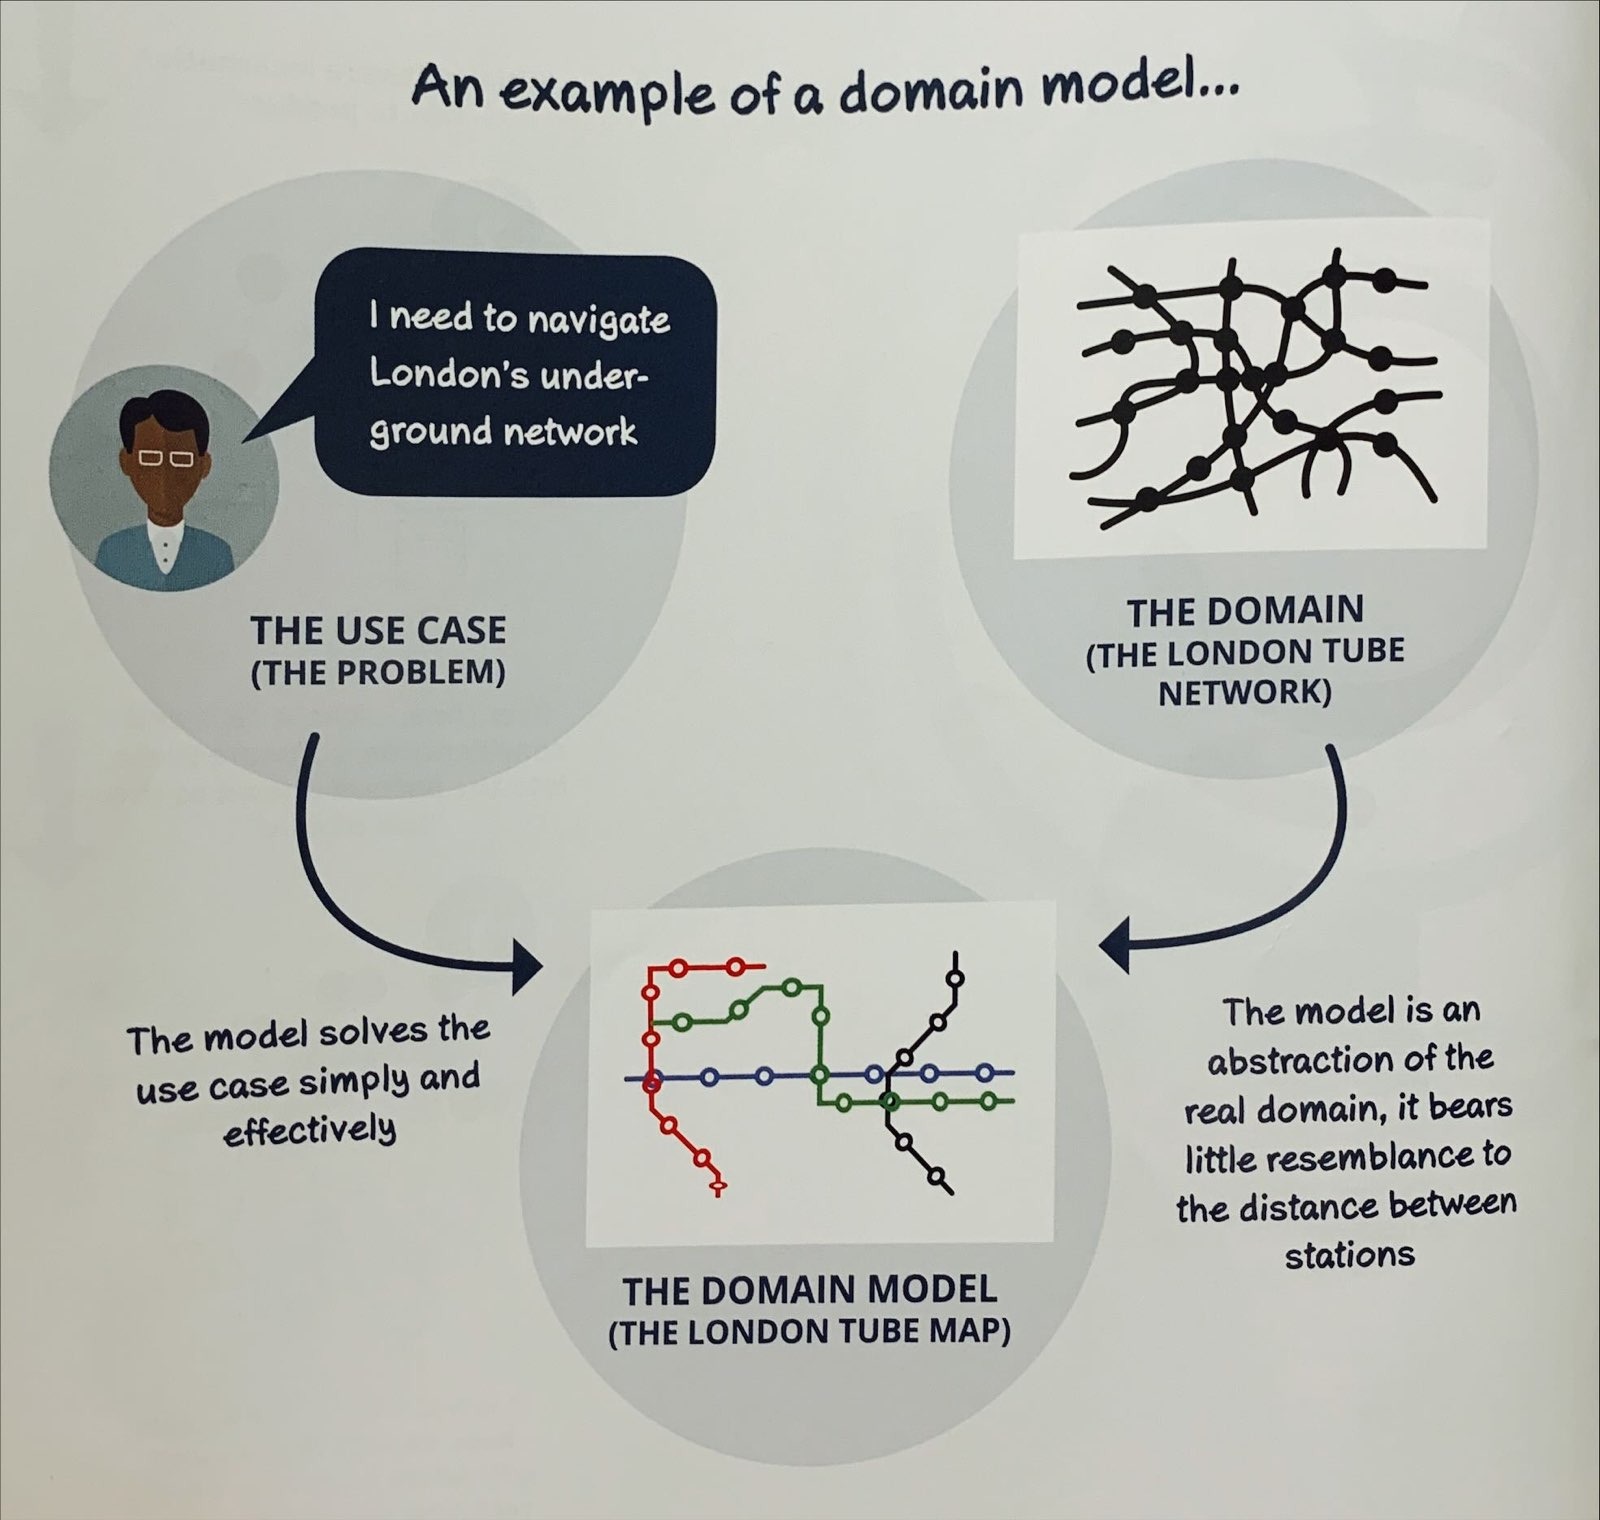 An example of a domain model...
I need to navigate
London's under-
ground network
THE USE CASE
(THE PROBLEM)
THE DOMAIN
(THE LONDON TUBE
NETWORK)
The model solves the
use case simply and
effectively
The model is an
abstraction of the
real domain, it bears
little resemblance to
the distance between
stations
THE DOMAIN MODEL
(THE LONDON TUBE MAP)